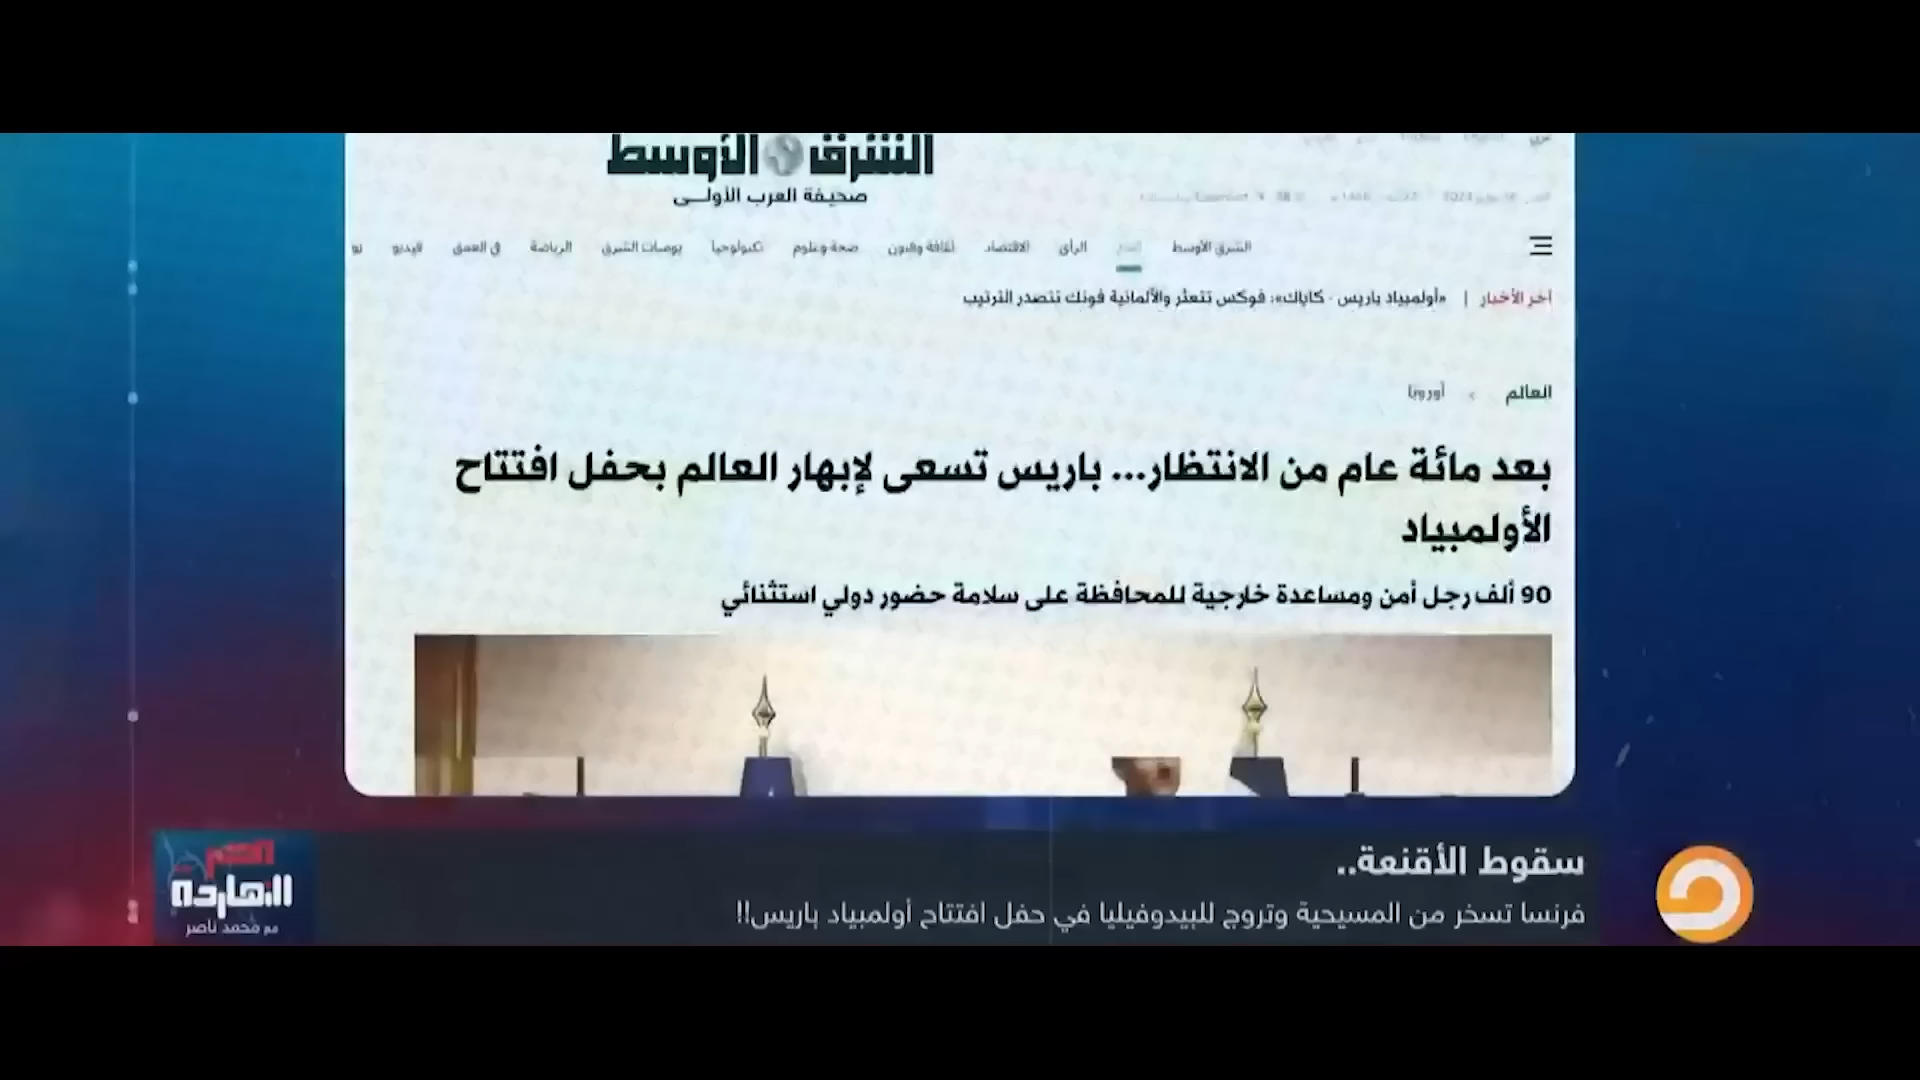 الشرق الأوسط
صحيفة العرب الأولى
الشرق الأوسط الرأي الاقتصاد ثقافة وفنون صحة وعلوم تكنولوجيا يوميات الشرق الرياضة في العمق فيديو
آخر الأخبار | «أولمبياد باريس - كاياك»: فوكس تتعثر والألمانية فونك تتصدر الترتيب
العالم > أوروبا
بعد مائة عام من الانتظار... باريس تسعى لإبهار العالم بحفل افتتاح
الأولمبياد
90 ألف رجل أمن ومساعدة خارجية للمحافظة على سلامة حضور دولي استثنائي
سقوط الأقنعة..
فرنسا تسخر من المسيحية وتروج للبيدوفيليا في حفل افتتاح أولمبياد باريس!!
مصر
النهاردة
مع مُحمد ناصر